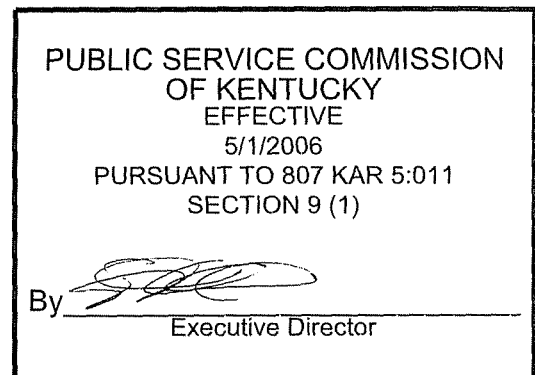 PUBLIC SERVICE COMMISSION
OF KENTUCKY
EFFECTIVE
5/1/2006
PURSUANT TO 807 KAR 5:011
SECTION 9 (1)
By
Executive Director